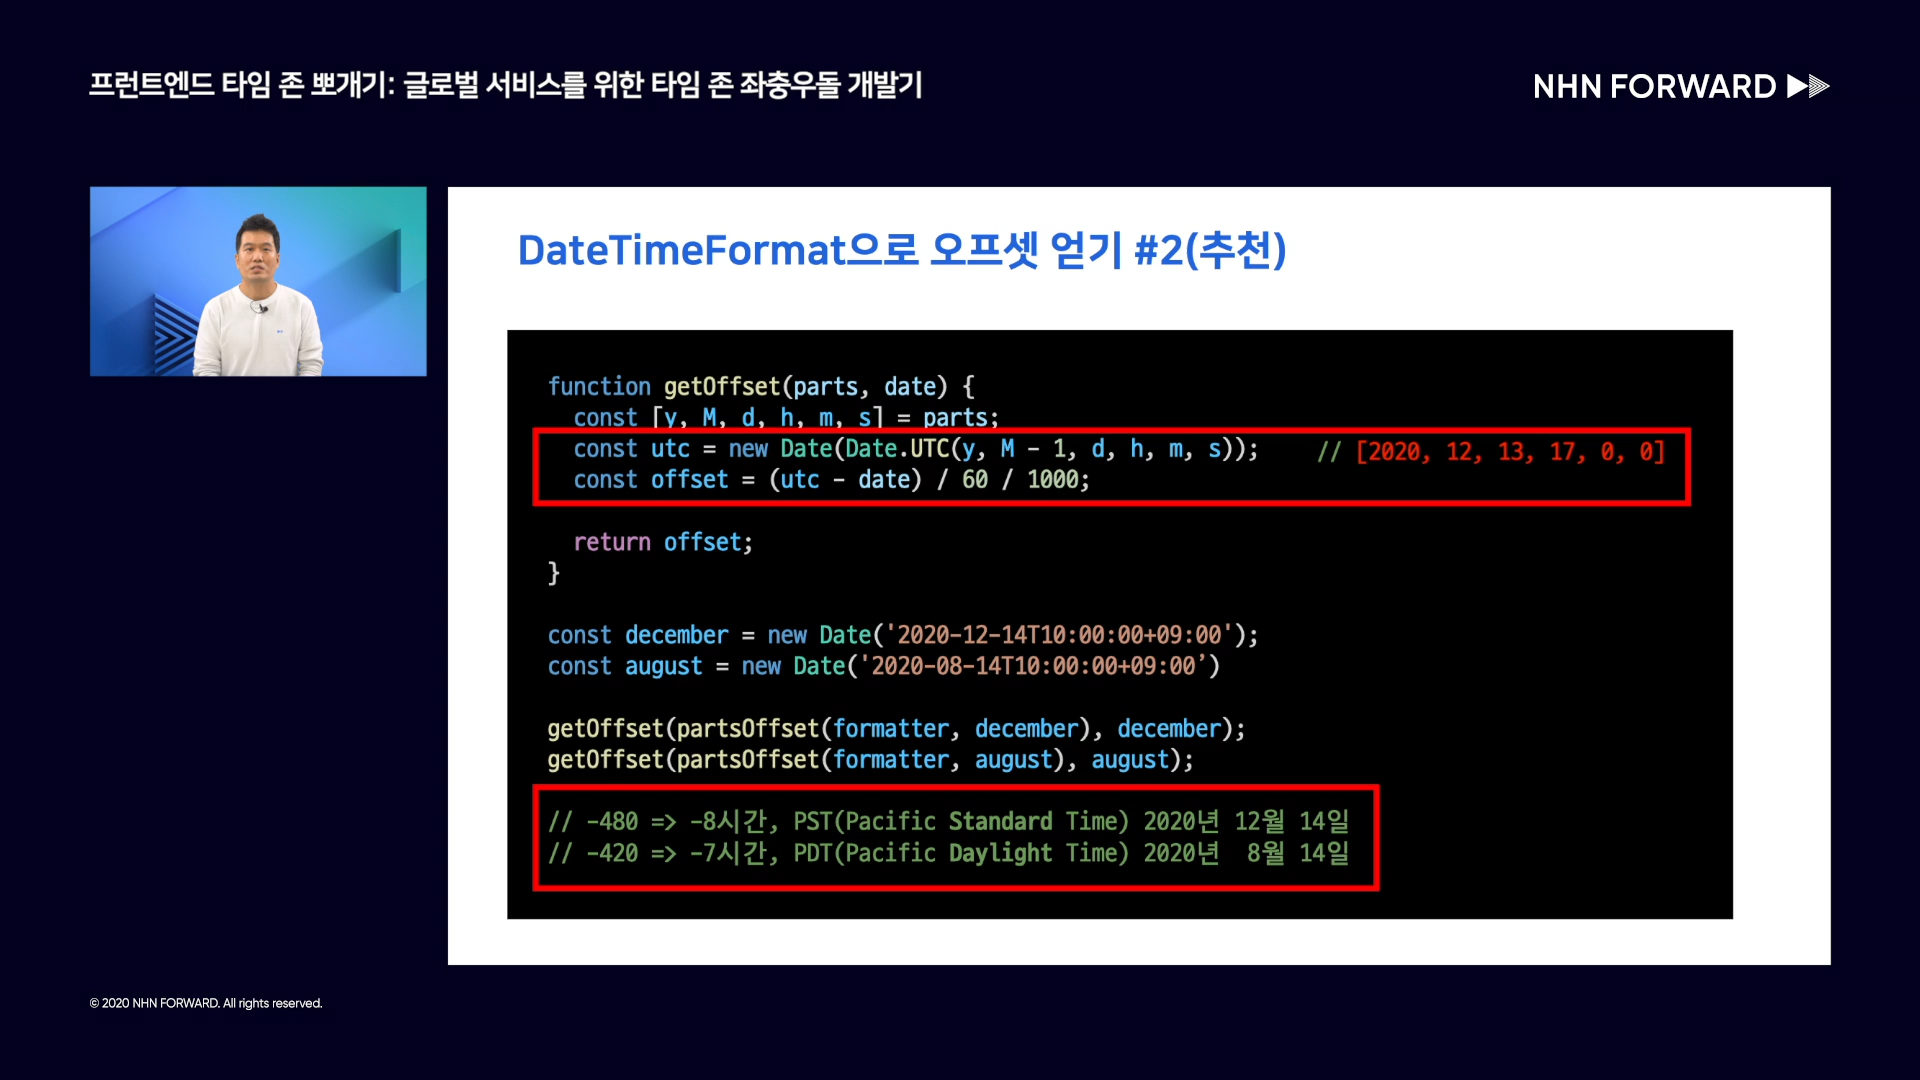 프런트엔드 타임 존 뽀개기: 글로벌 서비스를 위한 타임 존 좌충우돌 개발기
NHN FORWARD
DateTimeFormat으로 오프셋 얻기 #2(추천)
function getOffset(parts, date) {
const [y, M, d, h, m, s] = parts;
const utc = new Date(Date.UTC(y, M - 1, d, h, m, s)); // [2020, 12, 13, 17, 0, 0]
const offset = (utc - date) / 60 / 1000;
return offset;
}
const december = new Date('2020-12-14T10:00:00+09:00');
const august = new Date('2020-08-14T10:00:00+09:00’)
getOffset(partsOffset(formatter, december), december);
getOffset(partsOffset(formatter, august), august);
// -480 => -8시간, PST(Pacific Standard Time) 2020년 12월 14일
// -420 => -7시간, PDT(Pacific Daylight Time) 2020년 8월 14일
© 2020 NHN FORWARD. All rights reserved.